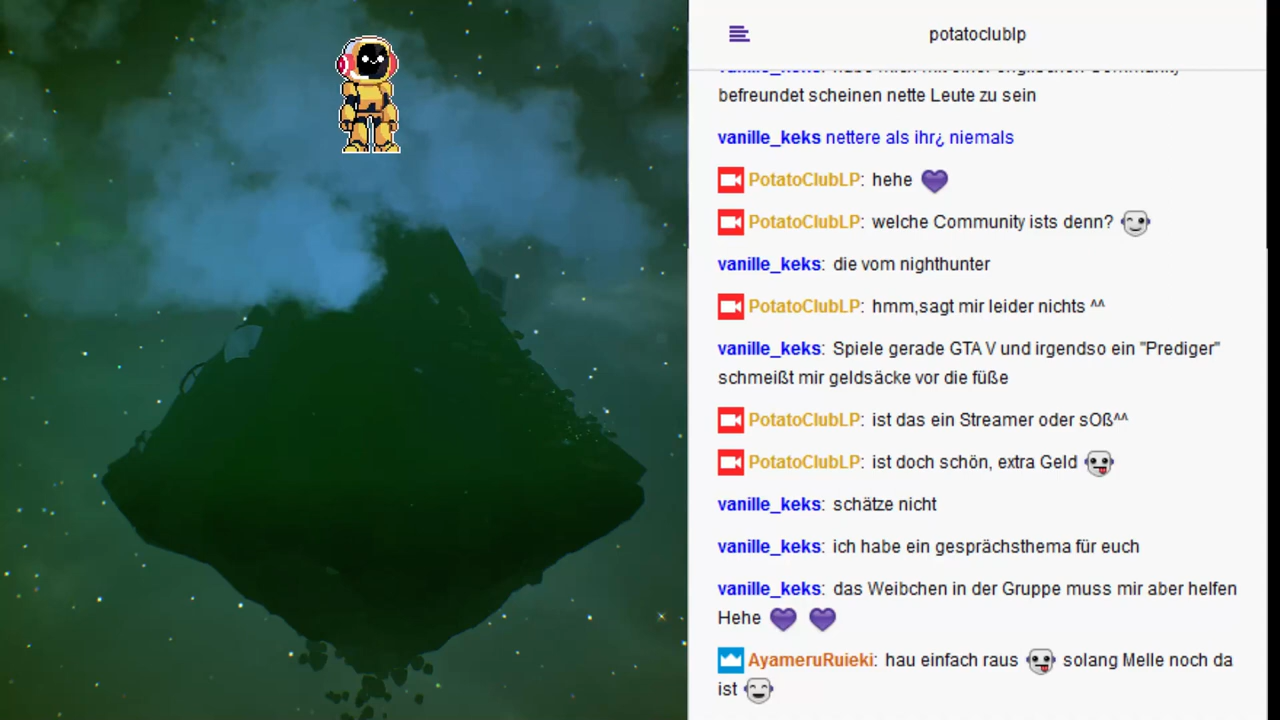 potatoclublp
befreundet scheinen nette Leute zu sein
vanille_keks nettere als ihr¿ niemals
PotatoClubLP: hehe
PotatoClubLP: welche Community ists denn?
vanille_keks: die vom nighthunter
PotatoClubLP: hmm,sagt mir leider nichts ^^
vanille_keks: Spiele gerade GTA V und irgendso ein "Prediger"
schmeißt mir geldsäcke vor die füße
PotatoClubLP: ist das ein Streamer oder sOß^^
PotatoClubLP: ist doch schön, extra Geld
vanille_keks: schätze nicht
vanille_keks: ich habe ein gesprächsthema für euch
vanille_keks: das Weibchen in der Gruppe muss mir aber helfen
Hehe
AyameruRuieki: hau einfach raus solang Melle noch da
ist